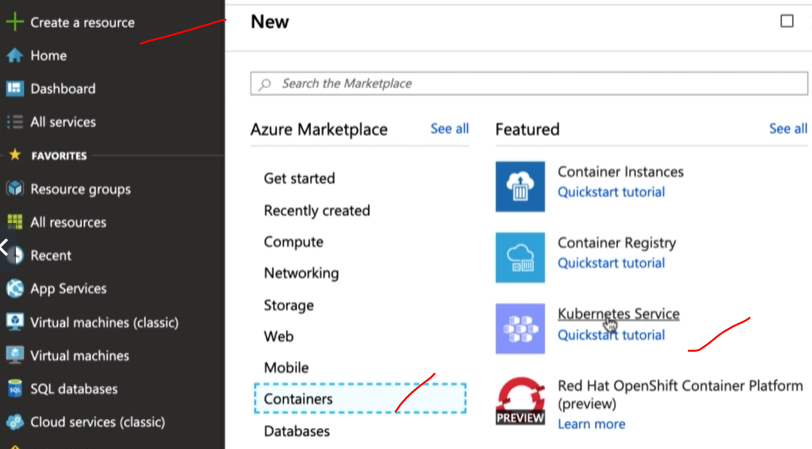 Create a resource
Home
Dashboard
All services
FAVORITES
Resource groups
All resources
Recent
App Services
Virtual machines (classic)
Virtual machines
SQL databases
Cloud services (classic)
New
Search the Marketplace
Azure Marketplace
See all
Get started
Recently created
Compute
Networking
Storage
Web
Mobile
Containers
Databases
Featured
See all
Container Instances
Quickstart tutorial
Container Registry
Quickstart tutorial
Kubernetes Service
Quickstart tutorial
PREVIEW
Red Hat OpenShift Container Platform
(preview)
Learn more